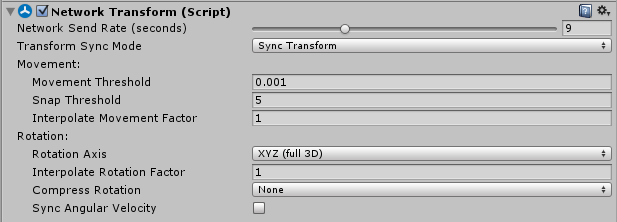 Network Transform (Script)
Network Send Rate (seconds) 9
Transform Sync Mode Sync Transform
Movement:
Movement Threshold 0.001
Snap Threshold 5
Interpolate Movement Factor 1
Rotation:
Rotation Axis XYZ (full 3D)
Interpolate Rotation Factor 1
Compress Rotation None
Sync Angular Velocity